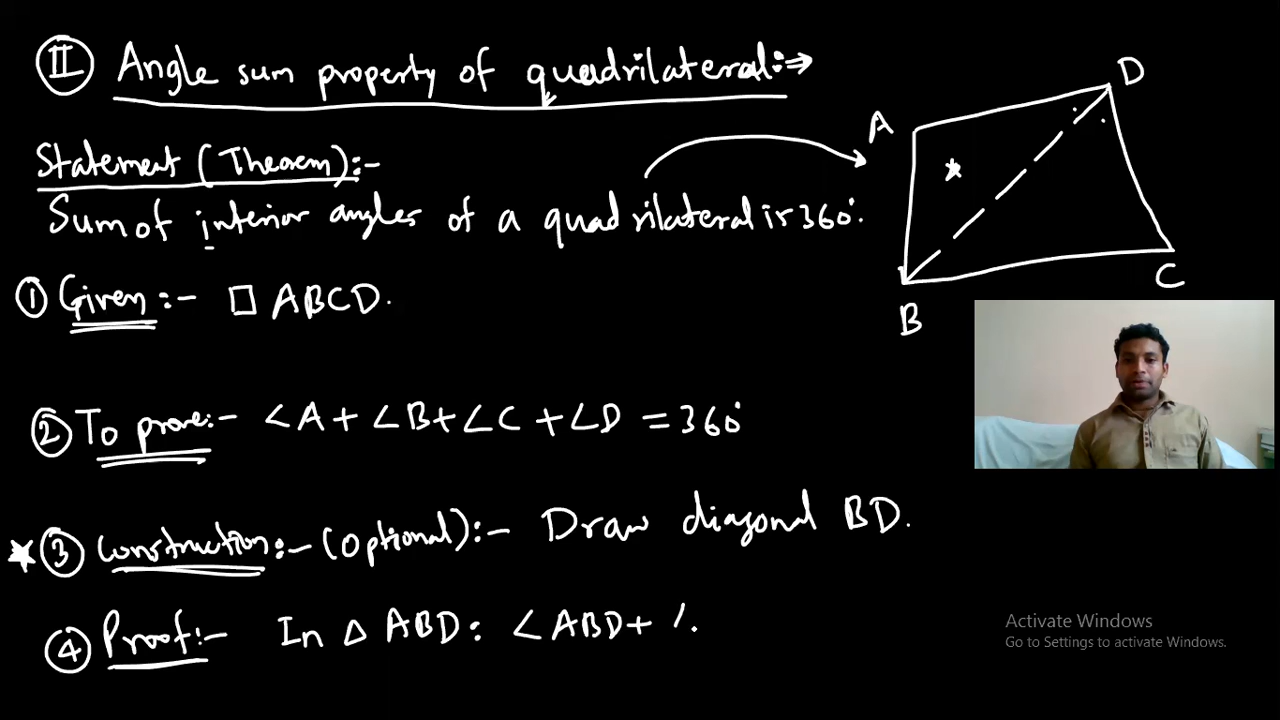 II Angle sum property of quadrilateral:→
Statement (Theorem):-
Sum of interior angles of a quadrilateral is 360°.
① Given:- □ ABCD.
② To prove:- ∠A + ∠B + ∠C + ∠D = 360°
★ ③ Construction:- (Optional):- Draw diagonal BD.
④ Proof:- In △ ABD: ∠ABD +
A
D
B
C
Activate Windows
Go to Settings to activate Windows.